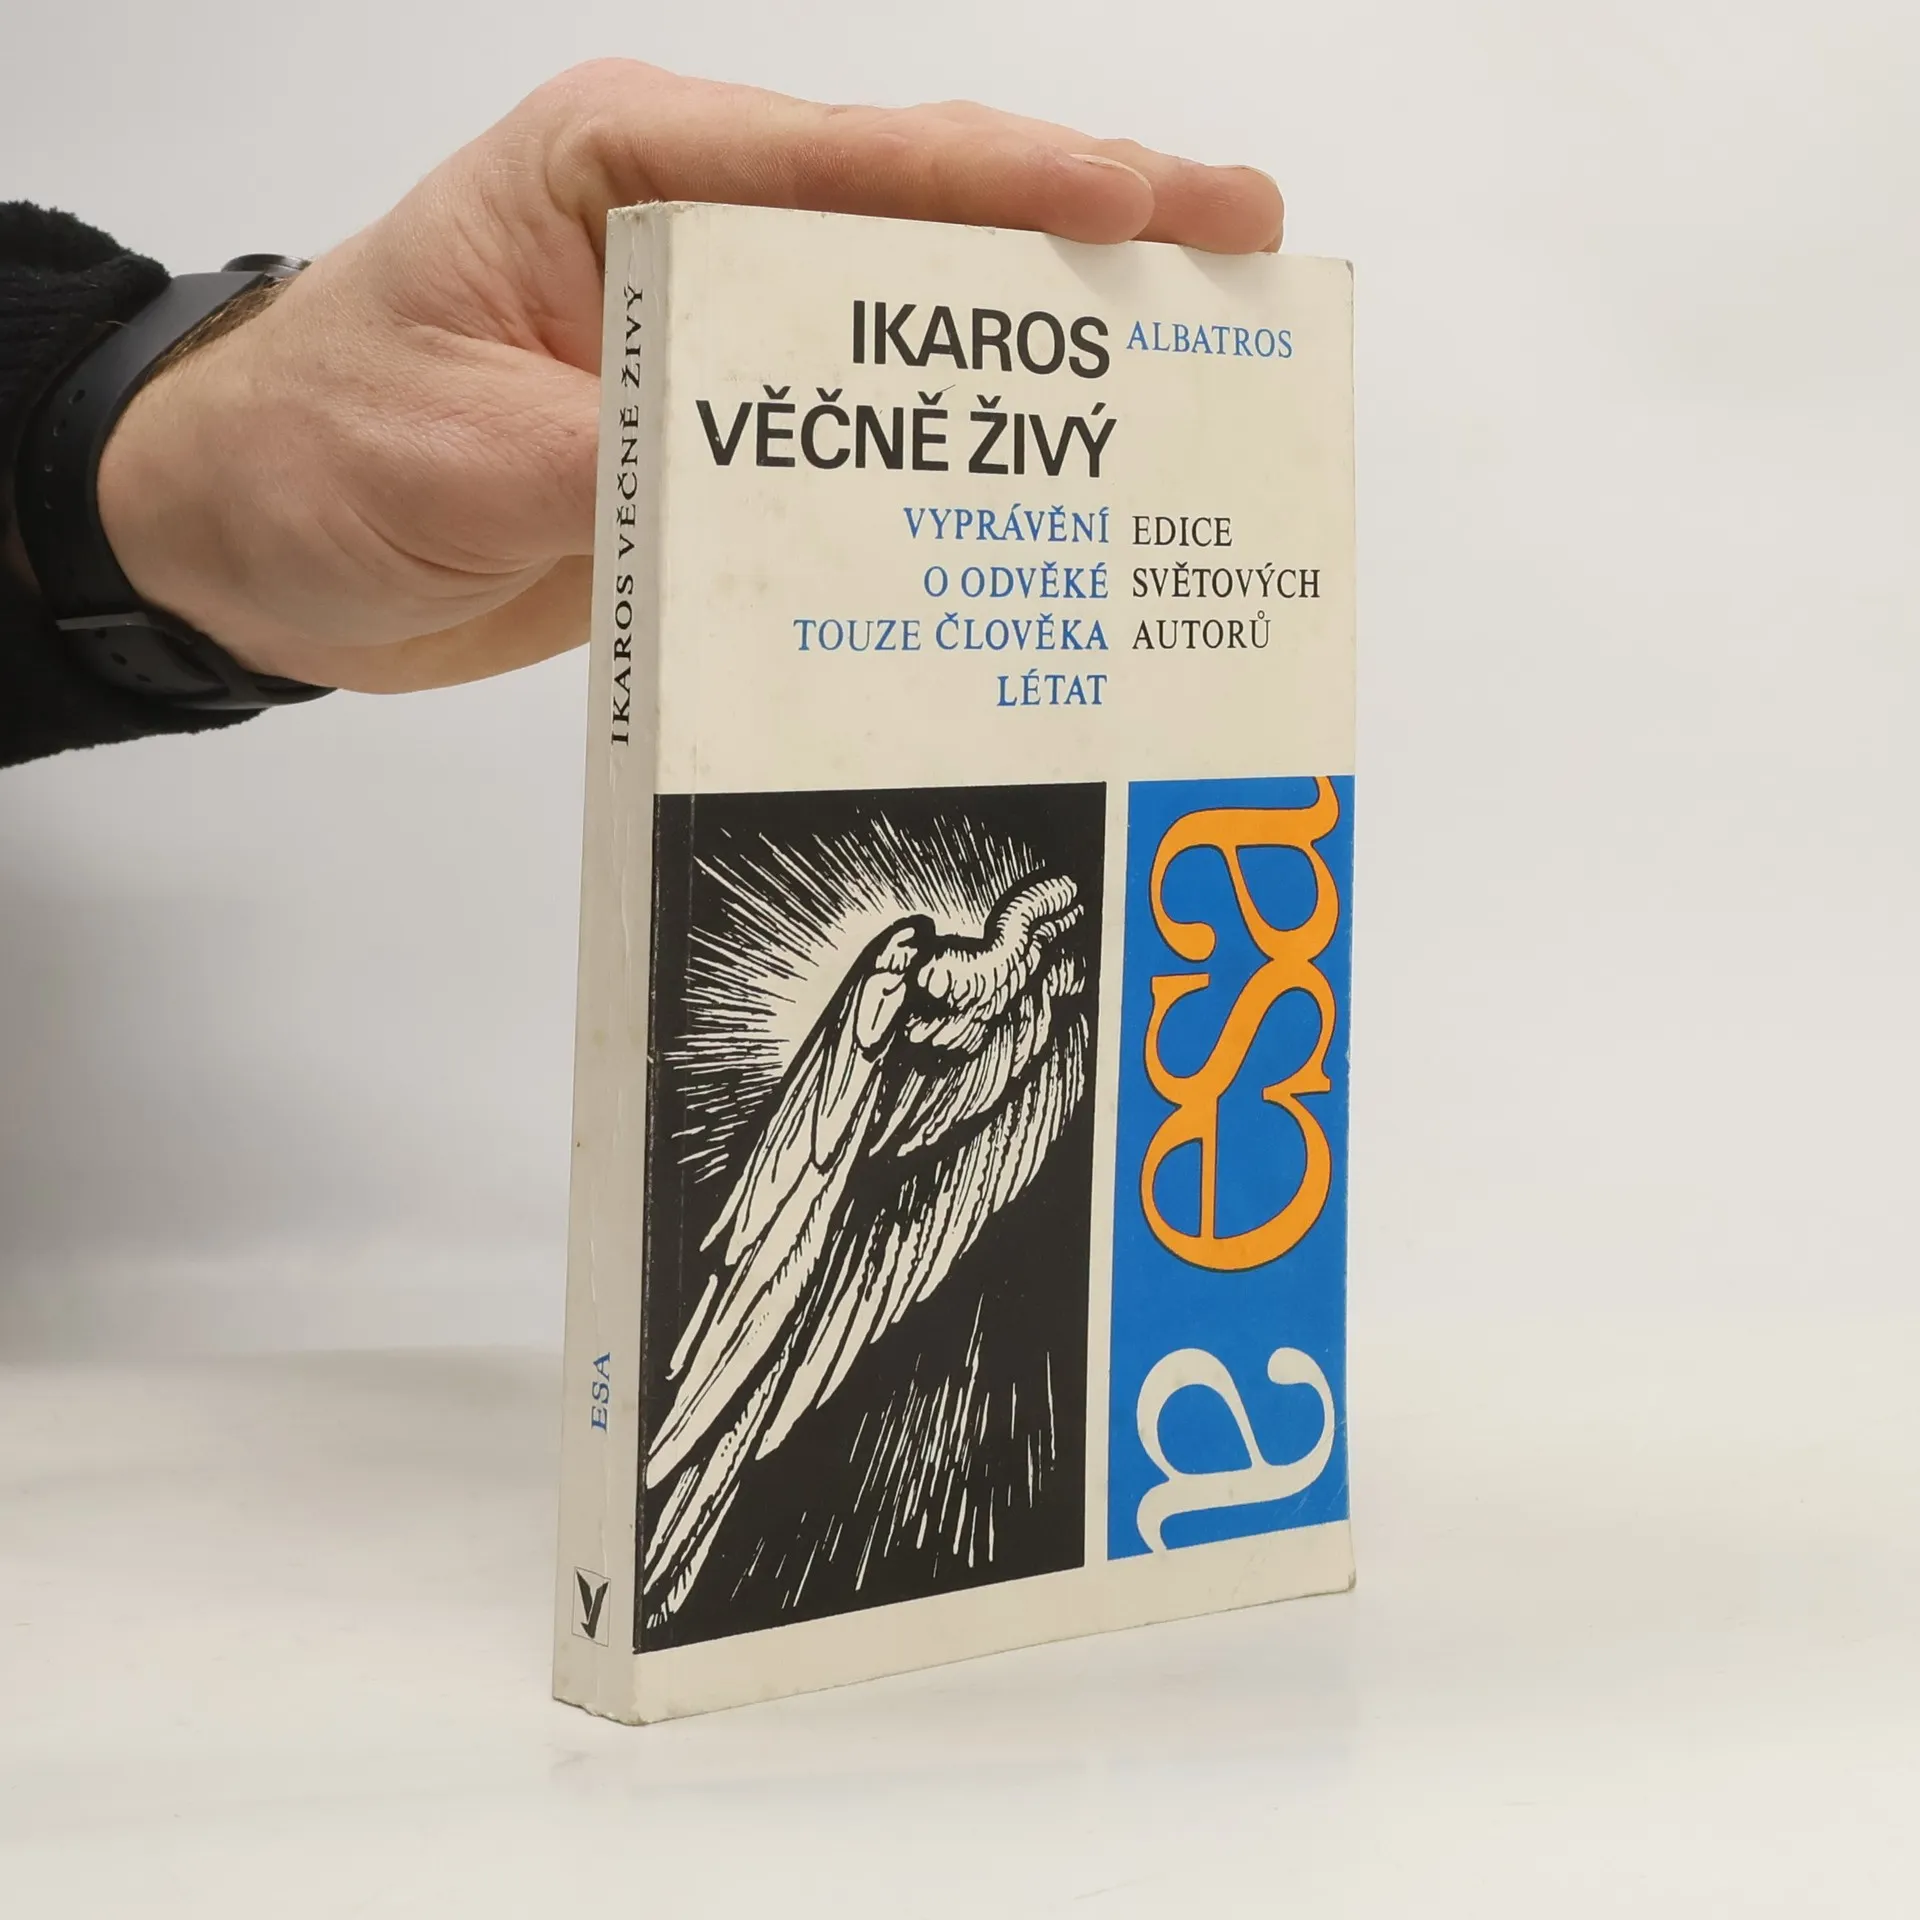 IKAROS
VĚČNĚ ŽIVÝ
ALBATROS
VYPRÁVĚNÍ
O ODVĚKÉ
TOUZE ČLOVĚKA
LÉTAT
EDICE
SVĚTOVÝCH
AUTORŮ
esa
a
IKAROS VĚČNĚ ŽIVÝ
ESA